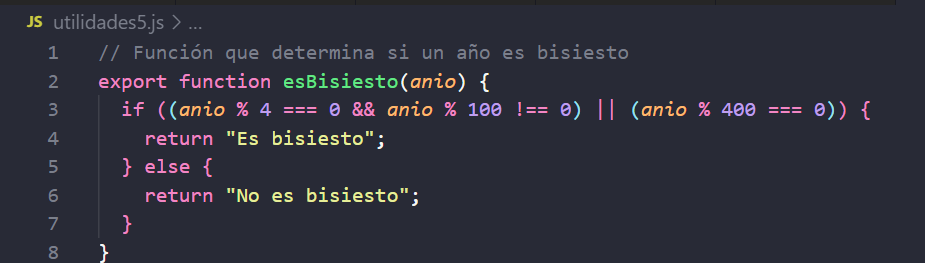 JS utilidades5.js > ...
1 // Función que determina si un año es bisiesto
2 export function esBisiesto(anio) {
3   if ((anio % 4 === 0 && anio % 100 !== 0) || (anio % 400 === 0)) {
4     return "Es bisiesto";
5   } else {
6     return "No es bisiesto";
7   }
8 }